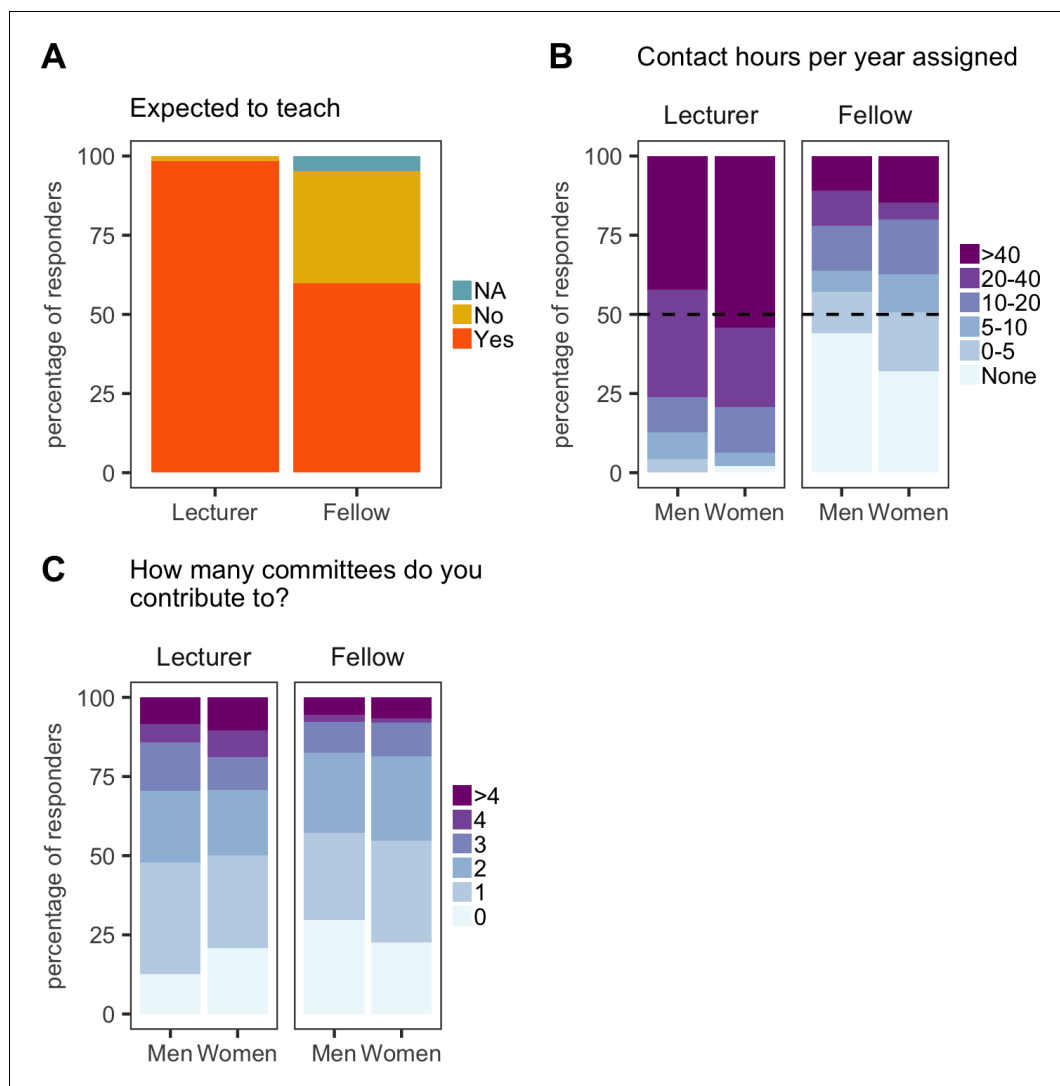 A
Expected to teach
100
75
50
25
0
percentage of responders
Lecturer
Fellow
NA
No
Yes
B
Contact hours per year assigned
Lecturer
Fellow
100
75
50
25
0
percentage of responders
Men Women
Men Women
>40
20-40
10-20
5-10
0-5
None
C
How many committees do you
contribute to?
Lecturer
Fellow
100
75
50
25
0
percentage of responders
Men Women
Men Women
>4
4
3
2
1
0